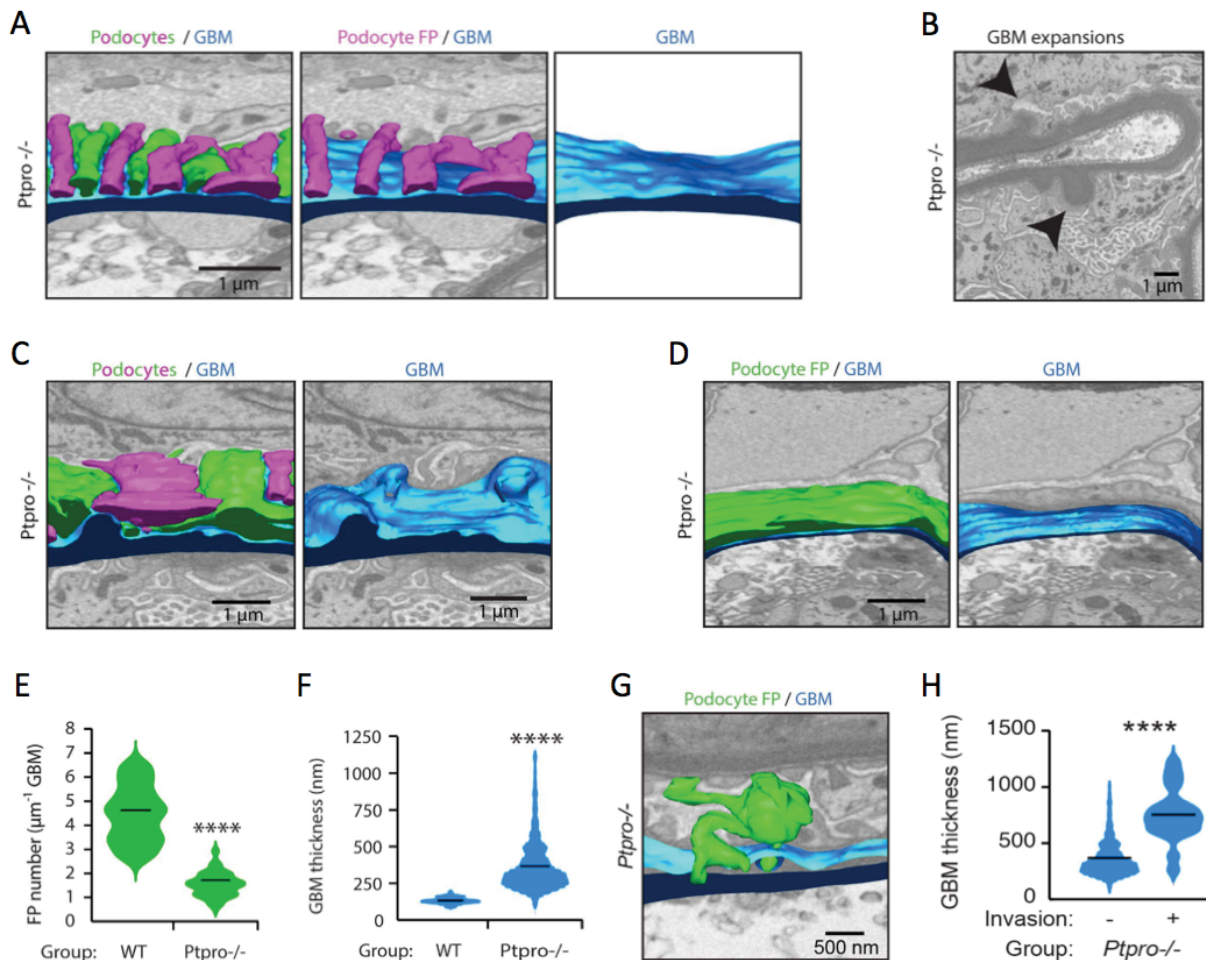 A
Podocytes / GBM
Podocyte FP / GBM
GBM
Ptpro -/-
1 µm
B
GBM expansions
Ptpro -/-
1 µm
C
Podocytes / GBM
GBM
Ptpro -/-
1 µm
1 µm
D
Podocyte FP / GBM
GBM
Ptpro -/-
1 µm
E
FP number (µm⁻¹ GBM)
8
7
6
5
4
3
2
1
0
****
Group: WT Ptpro-/-
F
GBM thickness (nm)
1250
1000
750
500
250
0
****
Group: WT Ptpro-/-
G
Podocyte FP / GBM
Ptpro-/-
500 nm
H
GBM thickness (nm)
1500
1000
500
0
****
Invasion: - +
Group: Ptpro-/-